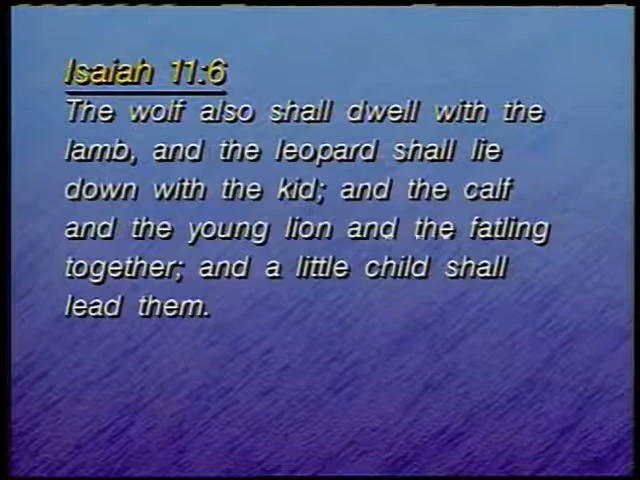 Isaiah 11:6
The wolf also shall dwell with the
lamb, and the leopard shall lie
down with the kid; and the calf
and the young lion and the fatling
together; and a little child shall
lead them.